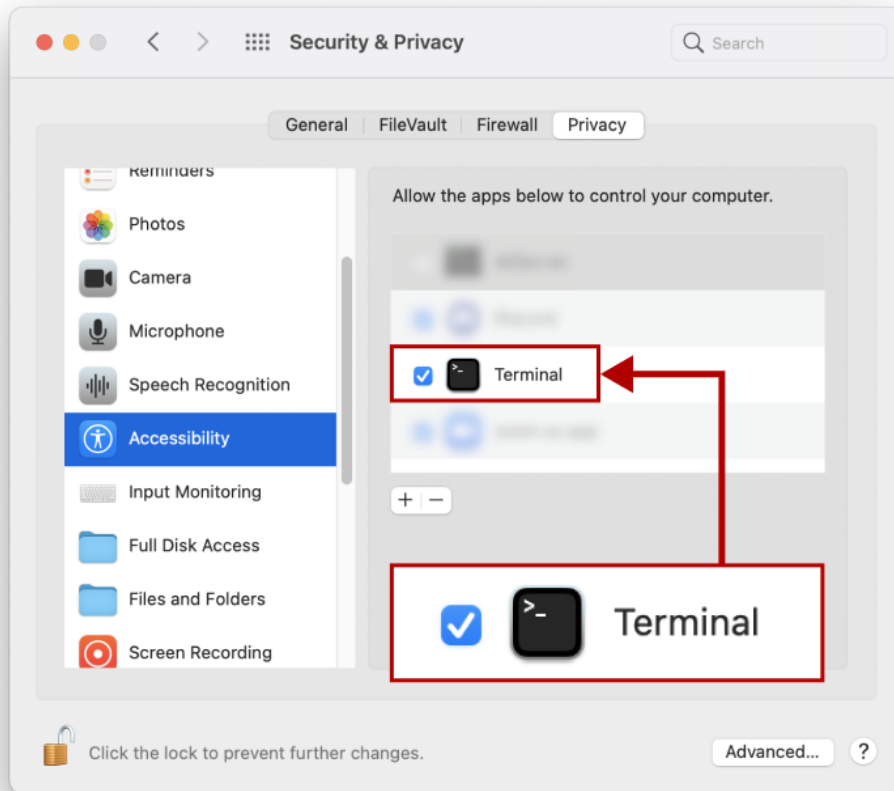 Security & Privacy
Search
General
FileVault
Firewall
Privacy
Reminders
Photos
Camera
Microphone
Speech Recognition
Accessibility
Input Monitoring
Full Disk Access
Files and Folders
Screen Recording
Allow the apps below to control your computer.
Terminal
Terminal
Click the lock to prevent further changes.
Advanced...
?